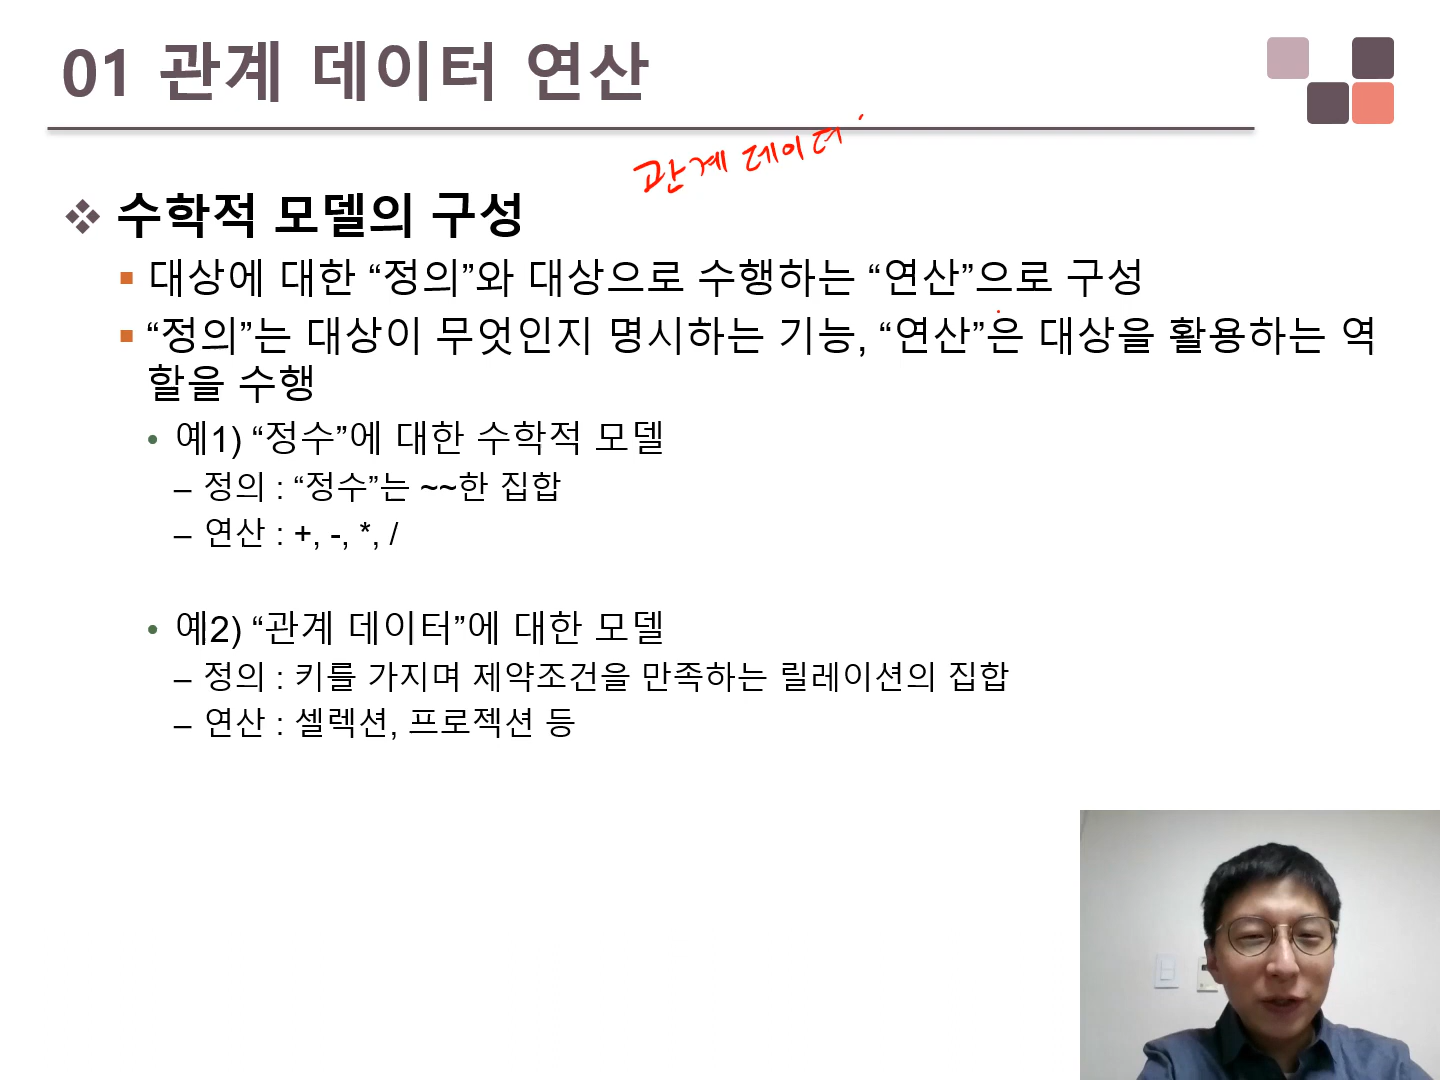 01 관계 데이터 연산
관계 데이터
❖ 수학적 모델의 구성
▪ 대상에 대한 “정의”와 대상으로 수행하는 “연산”으로 구성
▪ “정의”는 대상이 무엇인지 명시하는 기능, “연산”은 대상을 활용하는 역
할을 수행
• 예1) “정수”에 대한 수학적 모델
– 정의 : “정수”는 ~~한 집합
– 연산 : +, -, *, /
• 예2) “관계 데이터”에 대한 모델
– 정의 : 키를 가지며 제약조건을 만족하는 릴레이션의 집합
– 연산 : 셀렉션, 프로젝션 등